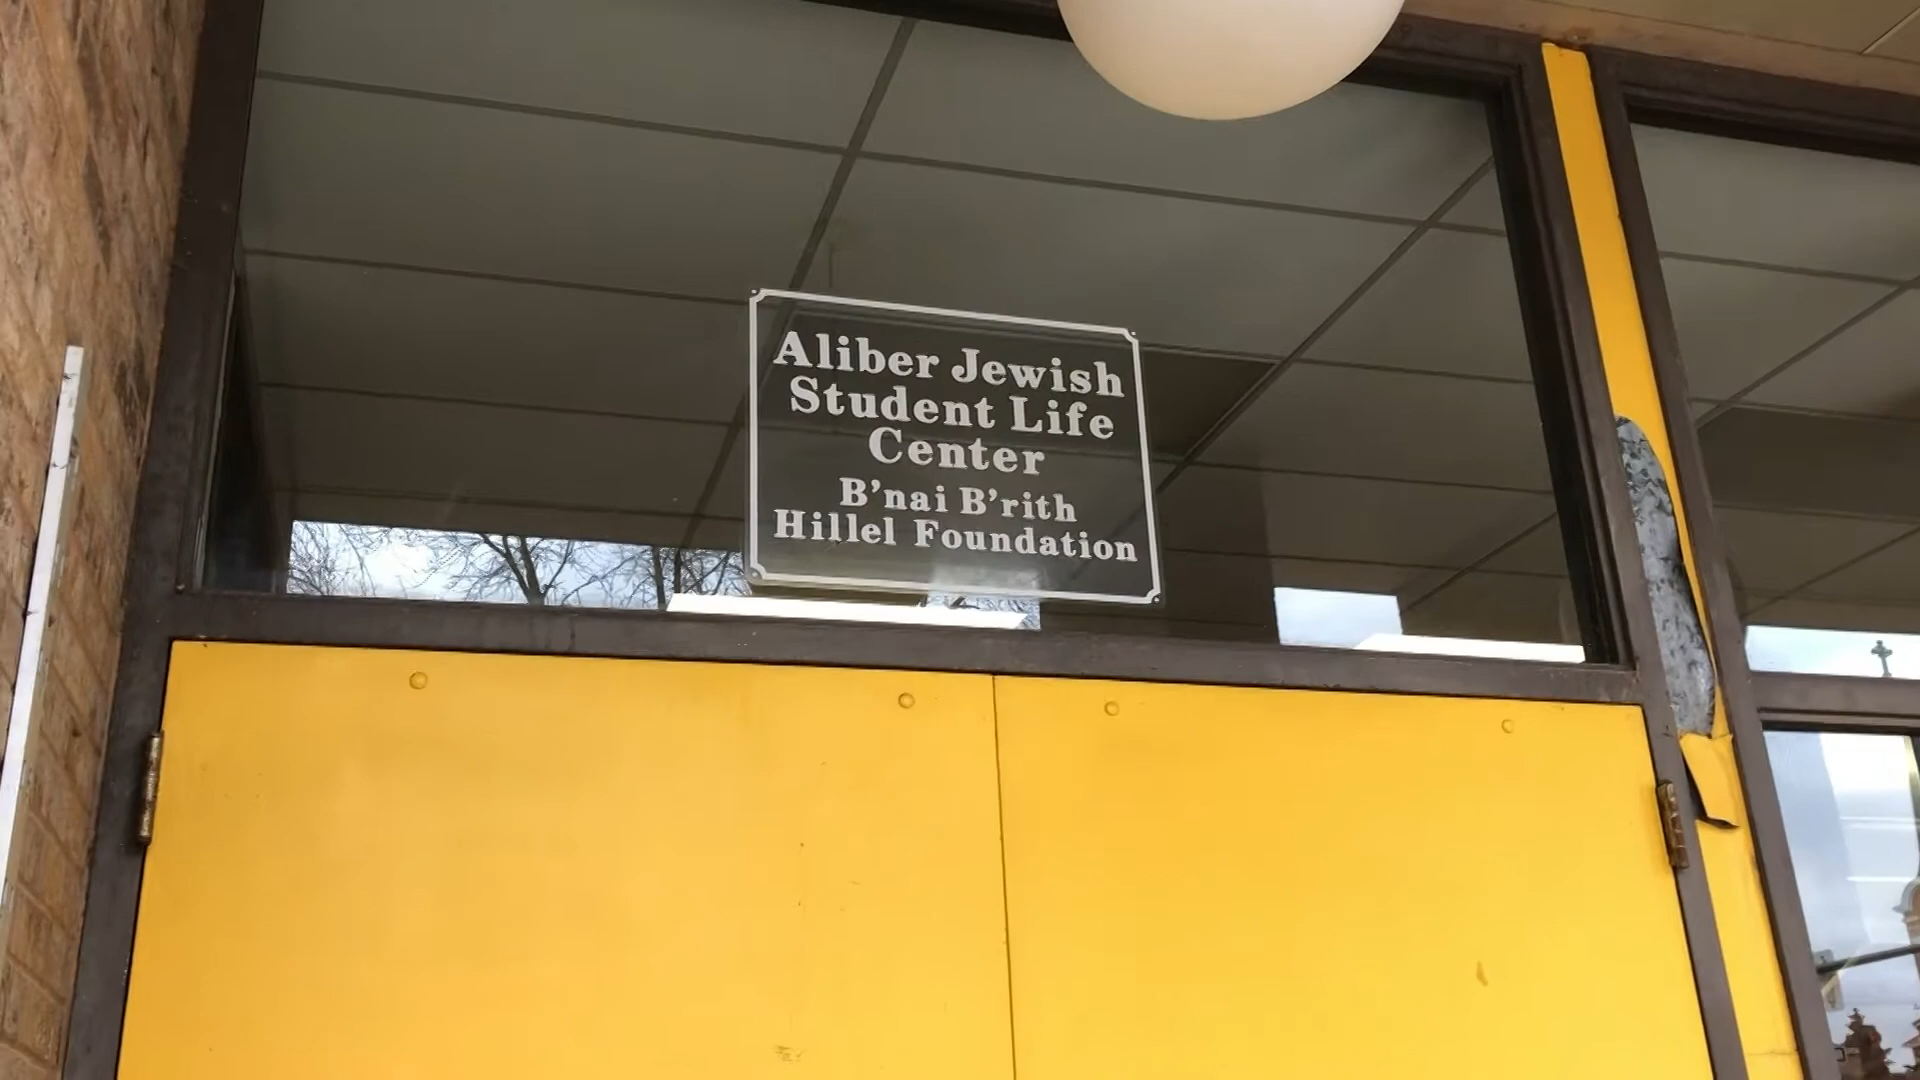 Aliber Jewish
Student Life
Center
B'nai B'rith
Hillel Foundation